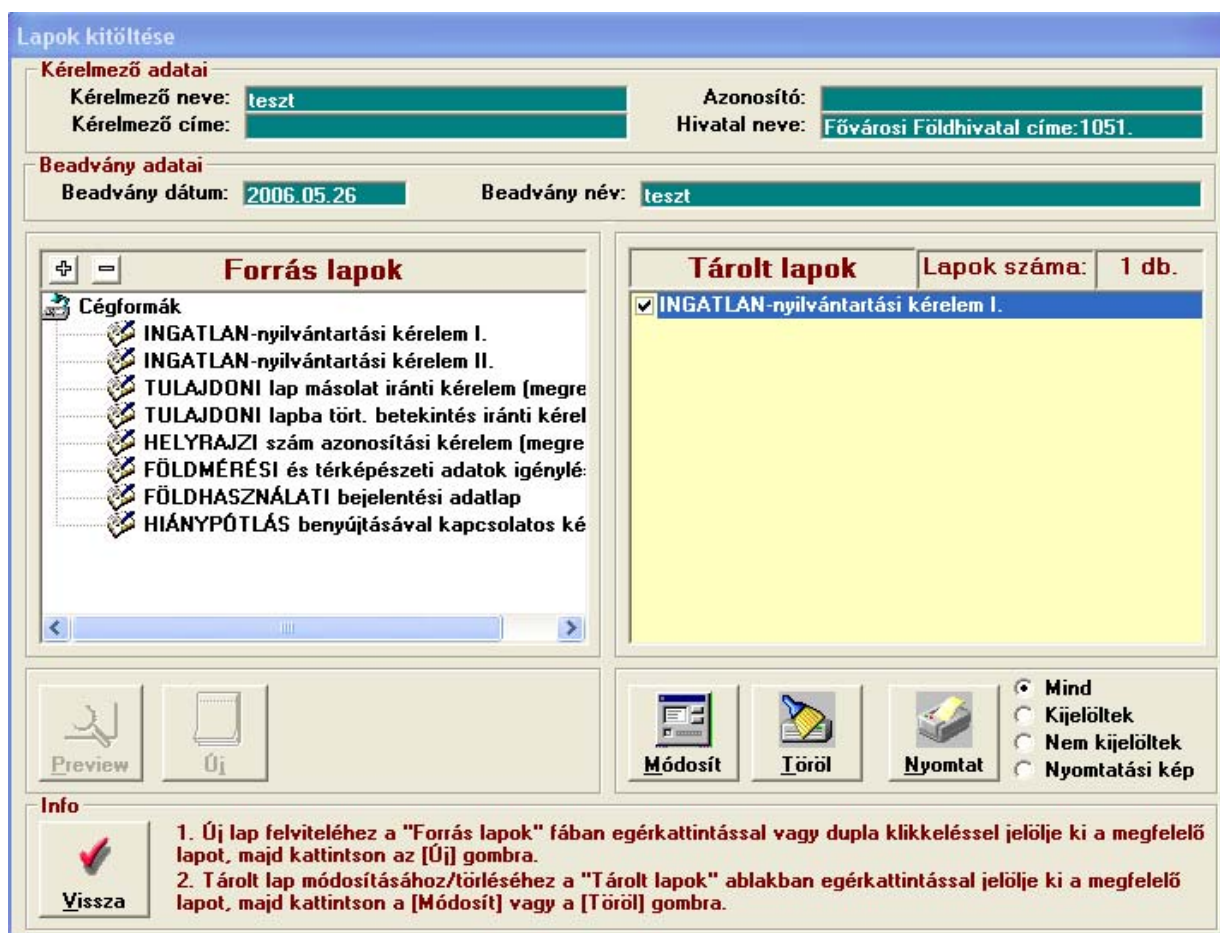 Lapok kitöltése
Kérelmező adatai
Kérelmező neve: teszt
Azonosító:
Kérelmező címe:
Hivatal neve: Fővárosi Földhivatal címe:1051.
Beadvány adatai
Beadvány dátum: 2006.05.26
Beadvány név: teszt
Forrás lapok
Cégformák
INGATLAN-nyilvántartási kérelem I.
INGATLAN-nyilvántartási kérelem II.
TULAJDONI lap másolat iránti kérelem (megre
TULAJDONI lapba tört. betekintés iránti kérel
HELYRAJZI szám azonosítási kérelem (megre
FÖLDMÉRÉSI és térképészeti adatok igénylé
FÖLDHASZNÁLATI bejelentési adatlap
HIÁNYPÓTLÁS benyújtásával kapcsolatos ké
Tárolt lapok
Lapok száma: 1 db.
INGATLAN-nyilvántartási kérelem I.
Preview
Új
Módosít
Töröl
Nyomtat
Mind
Kijelöltek
Nem kijelöltek
Nyomtatási kép
Info
Vissza
1. Új lap felviteléhez a "Forrás lapok" fában egérkattintással vagy dupla klikkeléssel jelölje ki a megfelelő
lapot, majd kattintson az [Új] gombra.
2. Tárolt lap módosításához/törléséhez a "Tárolt lapok" ablakban egérkattintással jelölje ki a megfelelő
lapot, majd kattintson a [Módosít] vagy a [Töröl] gombra.